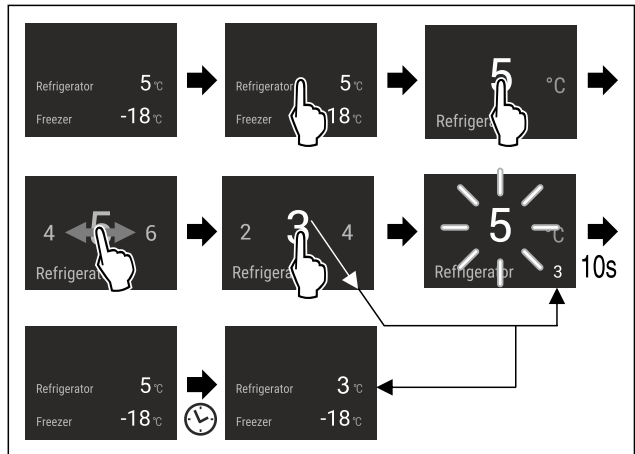 Refrigerator 5 °C
Freezer -18 °C
Refrigerator 5 °C
Freezer 18 °C
5 °C
Refriger
4 5 6
Refrigera
2 3 4
Refrigera
5 °C
Refrigerator 3
10s
Refrigerator 5 °C
Freezer -18 °C
Refrigerator 3 °C
Freezer -18 °C